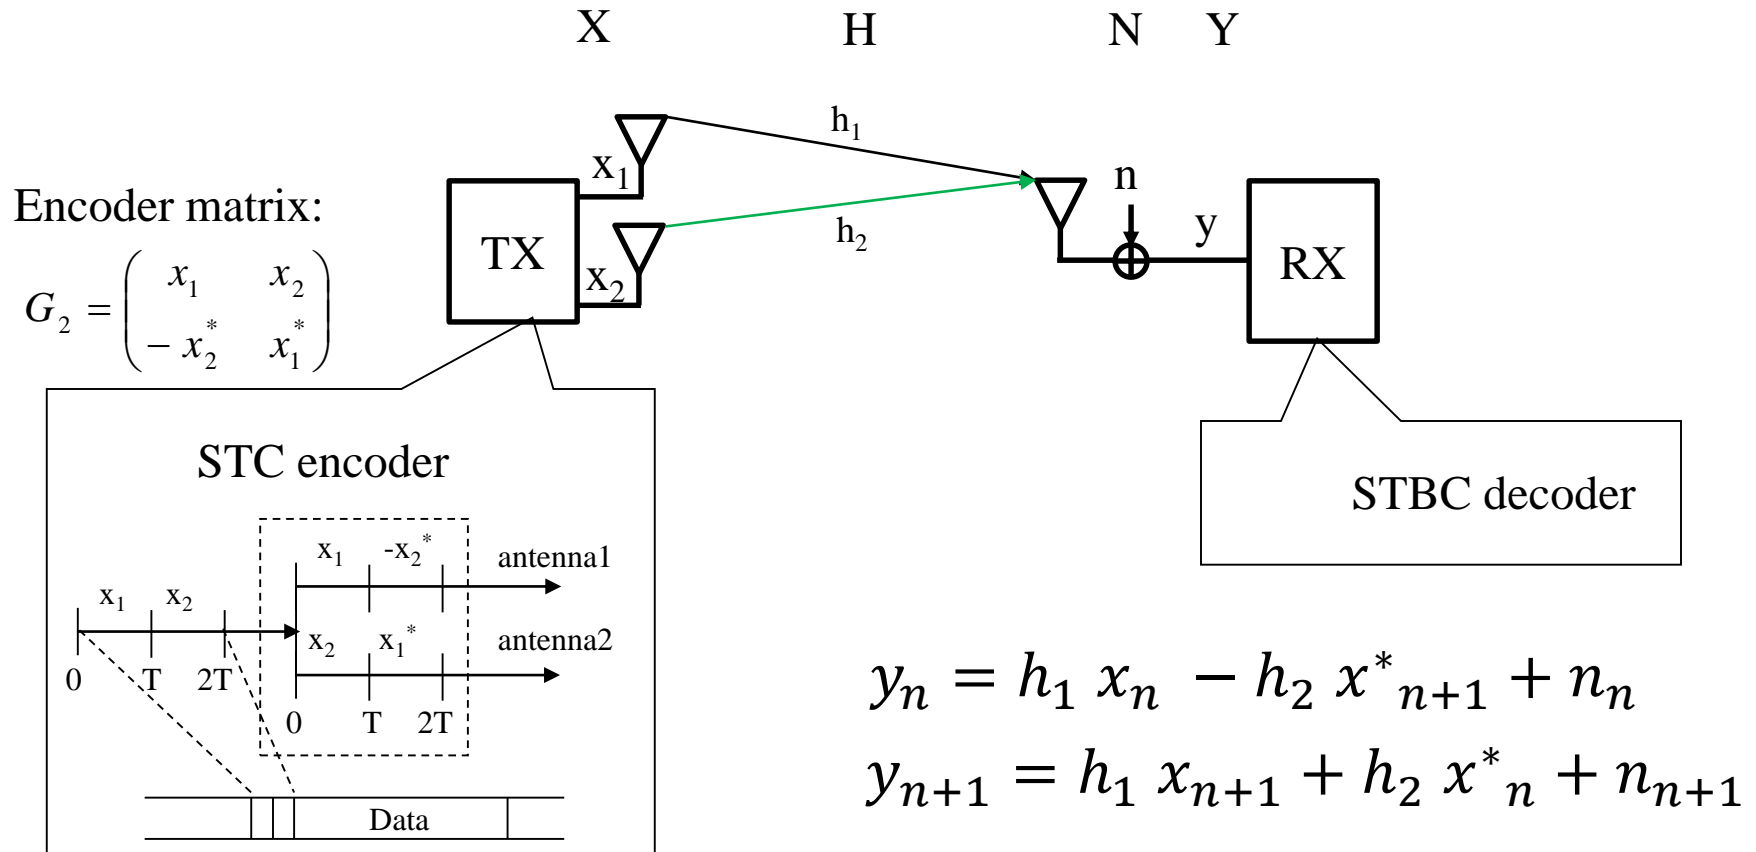 X H N Y
h₁
x₁
n
Encoder matrix:
TX
h₂
y
RX
x₂
G₂ = ( x₁ x₂
− x₂* x₁* )
STC encoder
STBC decoder
x₁ -x₂* antenna1
x₁ x₂
x₂ x₁* antenna2
0 T 2T
0 T 2T
Data
yₙ = h₁ xₙ − h₂ x*ₙ₊₁ + nₙ
yₙ₊₁ = h₁ xₙ₊₁ + h₂ x*ₙ + nₙ₊₁